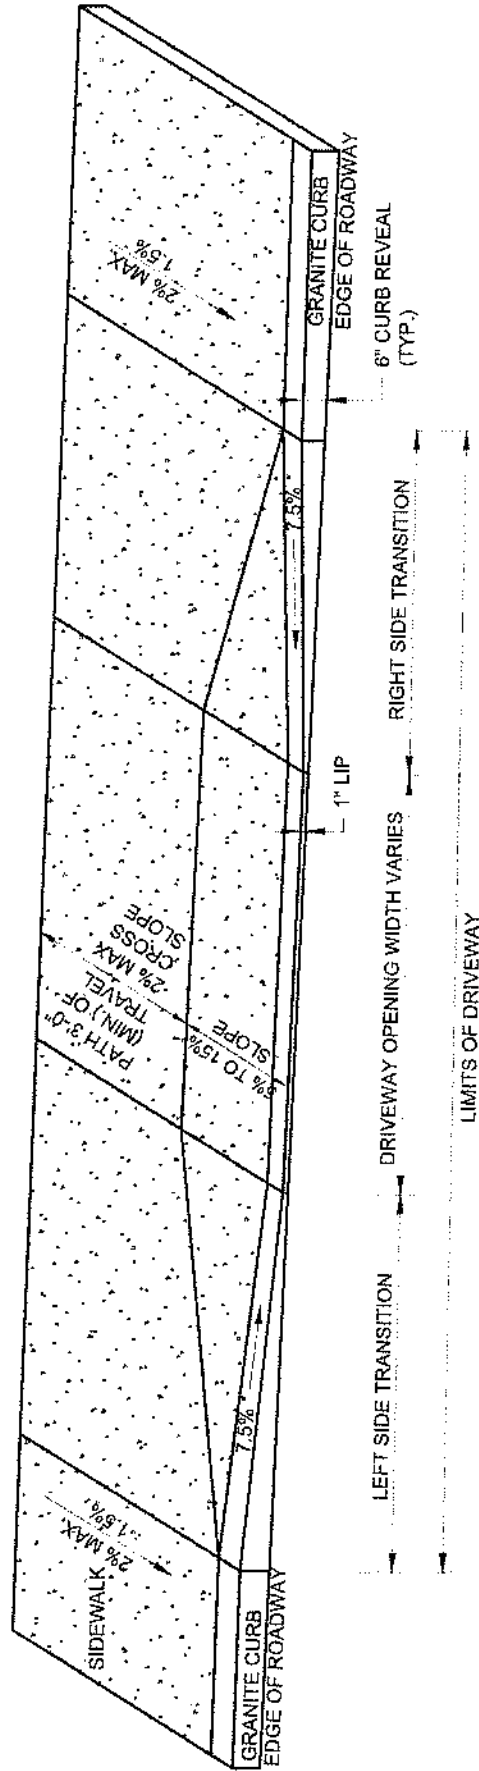 SIDEWALK
2% MAX.
1.5%
GRANITE CURB
EDGE OF ROADWAY
7.5%
LEFT SIDE TRANSITION
PATH 3'-0"
(MIN.) OF
TRAVEL
2% MAX
CROSS
SLOPE
6% TO 15%
SLOPE
DRIVEWAY OPENING WIDTH VARIES
LIMITS OF DRIVEWAY
1" LIP
RIGHT SIDE TRANSITION
7.5%
6" CURB REVEAL
(TYP.)
2% MAX.
1.5%
GRANITE CURB
EDGE OF ROADWAY